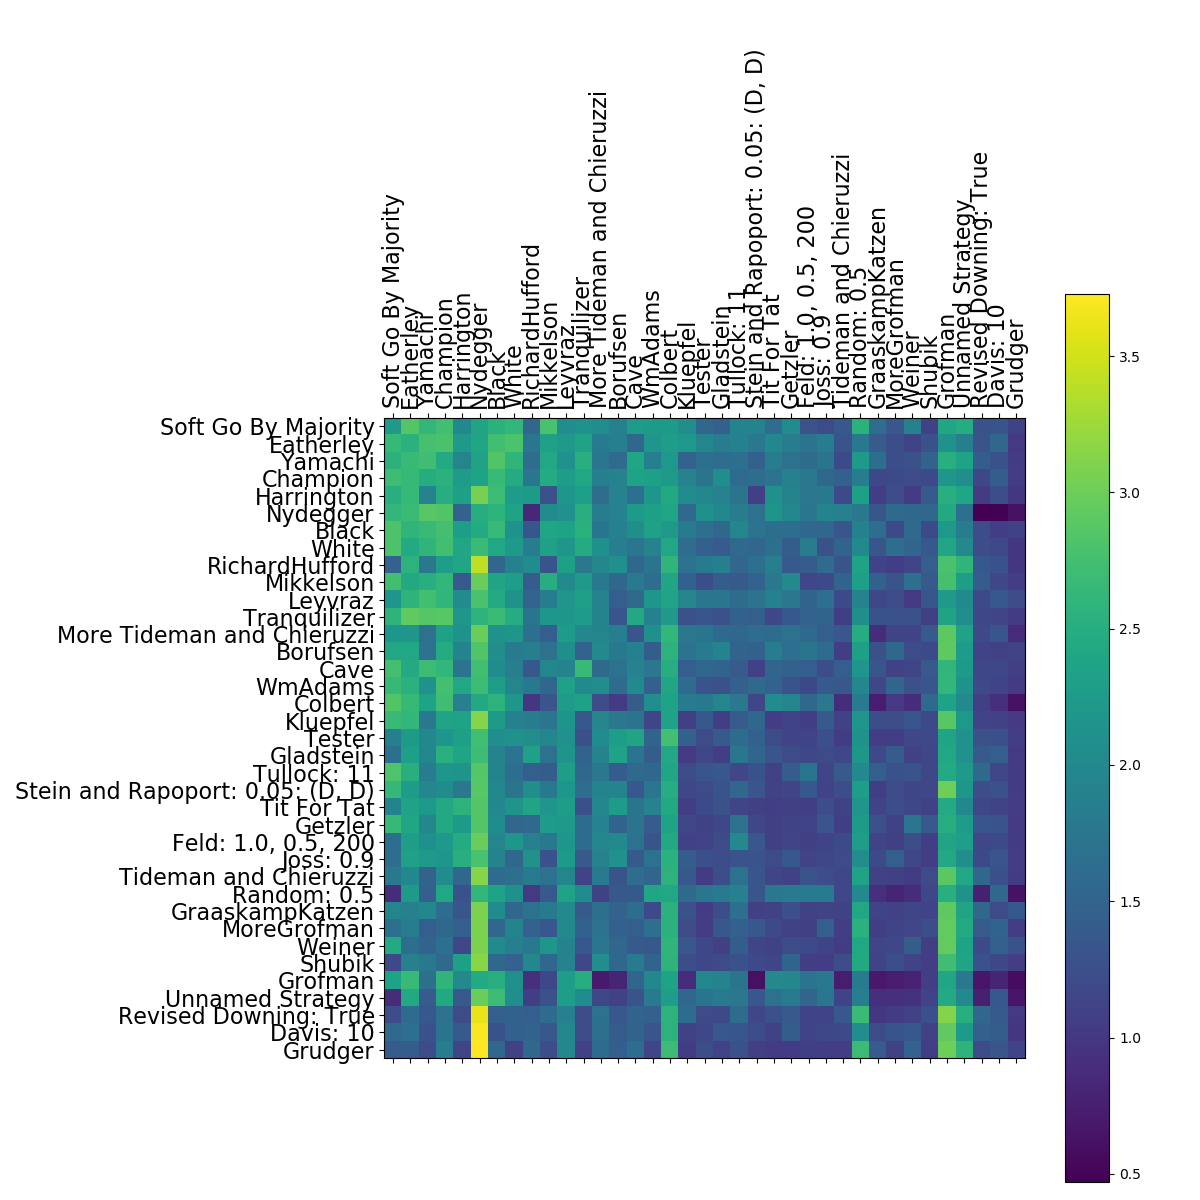 Soft Go By Majority
Eatherley
Yamachi
Champion
Harrington
Nydegger
Black
White
RichardHufford
Mikkelson
Leyvraz
Tranquilizer
More Tideman and Chieruzzi
Borufsen
Cave
WmAdams
Colbert
Kluepfel
Tester
Gladstein
Tullock: 11
Stein and Rapoport: 0.05: (D, D)
Tit For Tat
Getzler
Feld: 1.0, 0.5, 200
Joss: 0.9
Tideman and Chieruzzi
Random: 0.5
GraaskampKatzen
MoreGrofman
Weiner
Shubik
Grofman
Unnamed Strategy
Revised Downing: True
Davis: 10
Grudger
Soft Go By Majority
Eatherley
Yamachi
Champion
Harrington
Nydegger
Black
White
RichardHufford
Mikkelson
Leyvraz
Tranquilizer
More Tideman and Chieruzzi
Borufsen
Cave
WmAdams
Colbert
Kluepfel
Tester
Gladstein
Tullock: 11
Stein and Rapoport: 0.05: (D, D)
Tit For Tat
Getzler
Feld: 1.0, 0.5, 200
Joss: 0.9
Tideman and Chieruzzi
Random: 0.5
GraaskampKatzen
MoreGrofman
Weiner
Shubik
Grofman
Unnamed Strategy
Revised Downing: True
Davis: 10
Grudger
3.5
3.0
2.5
2.0
1.5
1.0
0.5